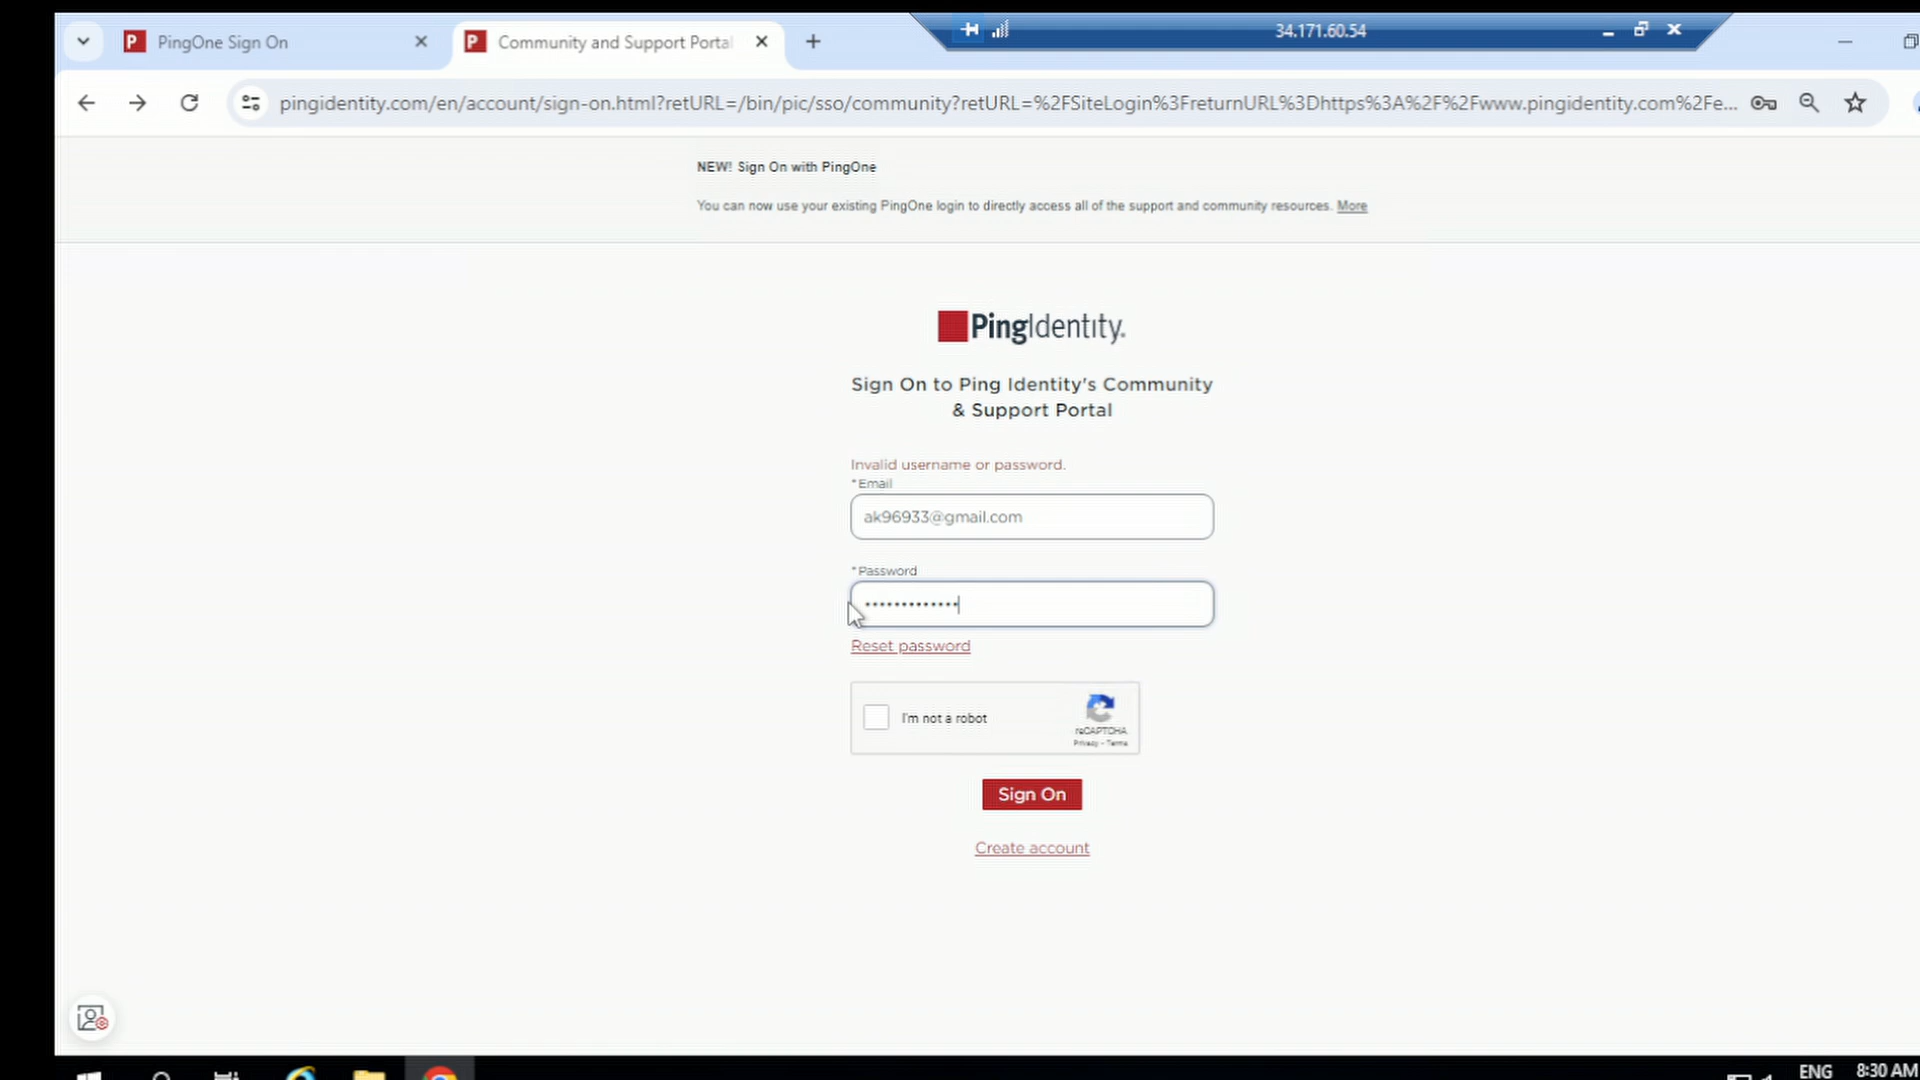 PingOne Sign On
Community and Support Portal
34.171.60.54
pingidentity.com/en/account/sign-on.html?retURL=/bin/pic/sso/community?retURL=%2FSiteLogin%3FreturnURL%3Dhttps%3A%2F%2Fwww.pingidentity.com%2Fe...
NEW! Sign On with PingOne
You can now use your existing PingOne login to directly access all of the support and community resources. More
PingIdentity.
Sign On to Ping Identity's Community
& Support Portal
Invalid username or password.
*Email
ak96933@gmail.com
*Password
•••••••••••••
Reset password
I'm not a robot
reCAPTCHA
Privacy - Terms
Sign On
Create account
ENG
8:30 AM